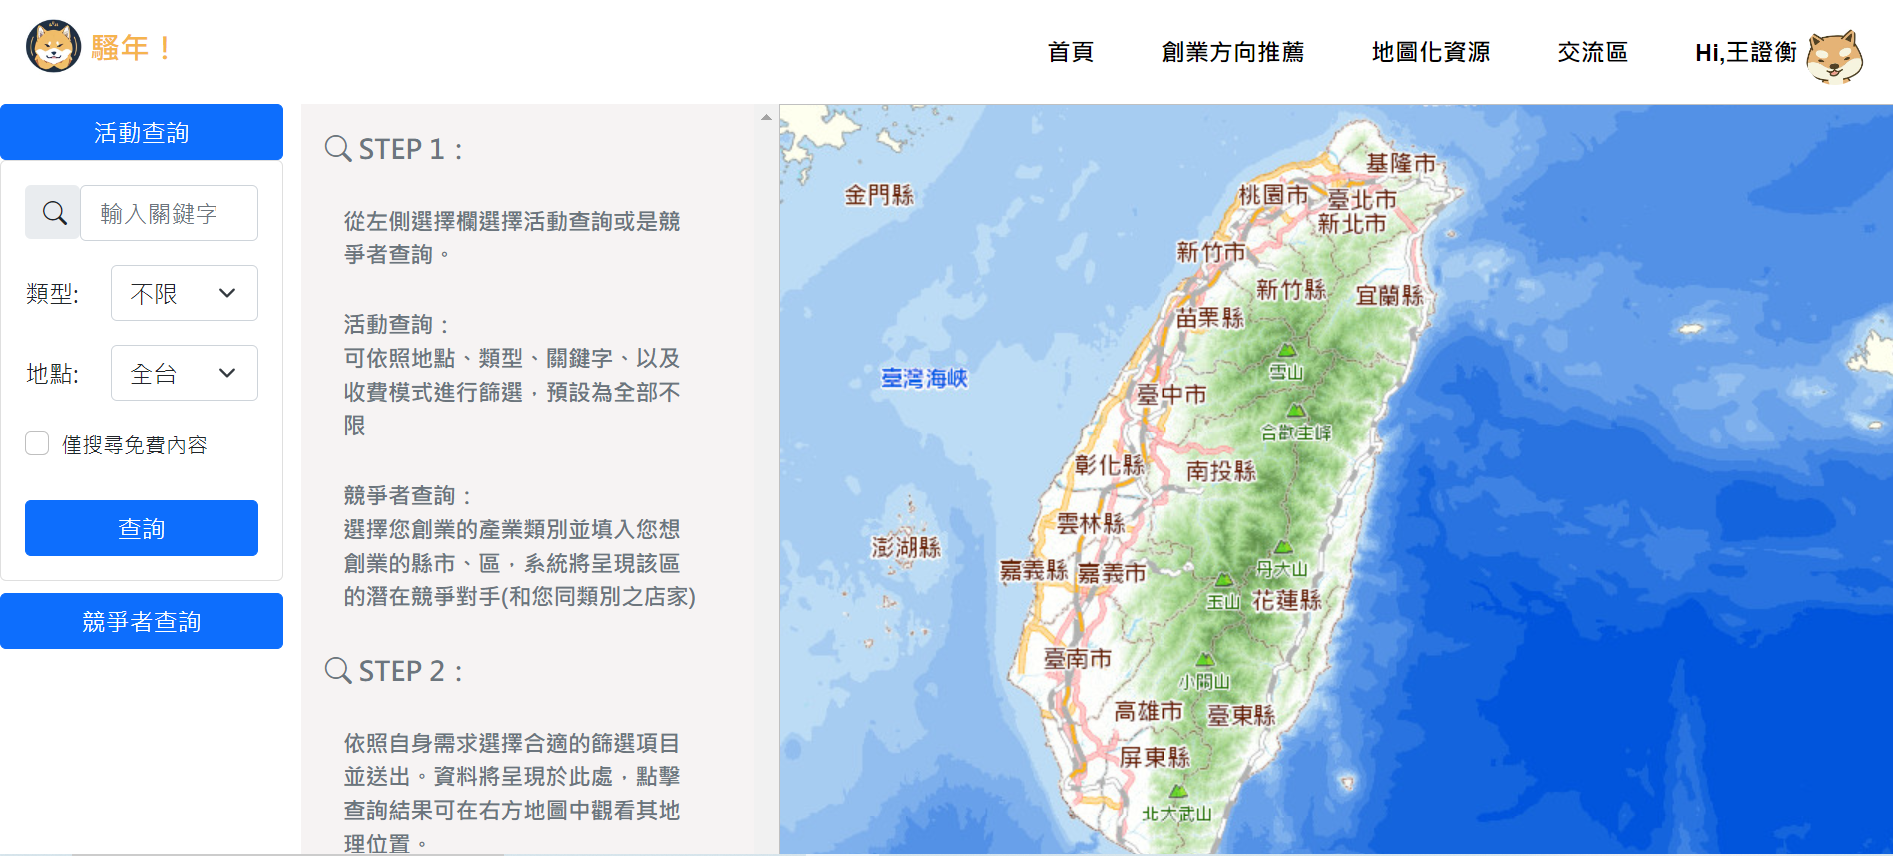 騷年！
首頁
創業方向推薦
地圖化資源
交流區
Hi,王證衡
活動查詢
輸入關鍵字
類型:
不限
地點:
全台
僅搜尋免費內容
查詢
競爭者查詢
STEP 1：
從左側選擇欄選擇活動查詢或是競
爭者查詢。
活動查詢：
可依照地點、類型、關鍵字、以及
收費模式進行篩選，預設為全部不
限
競爭者查詢：
選擇您創業的產業類別並填入您想
創業的縣市、區，系統將呈現該區
的潛在競爭對手(和您同類別之店家)
STEP 2：
依照自身需求選擇合適的篩選項目
並送出。資料將呈現於此處，點擊
查詢結果可在右方地圖中觀看其地
理位置。
基隆市
金門縣
桃園市
臺北市
新北市
新竹市
新竹縣
宜蘭縣
苗栗縣
雪山
臺灣海峽
臺中市
合歡主峰
彰化縣
南投縣
雲林縣
澎湖縣
嘉義縣
嘉義市
丹大山
玉山
花蓮縣
臺南市
小關山
高雄市
臺東縣
屏東縣
北大武山